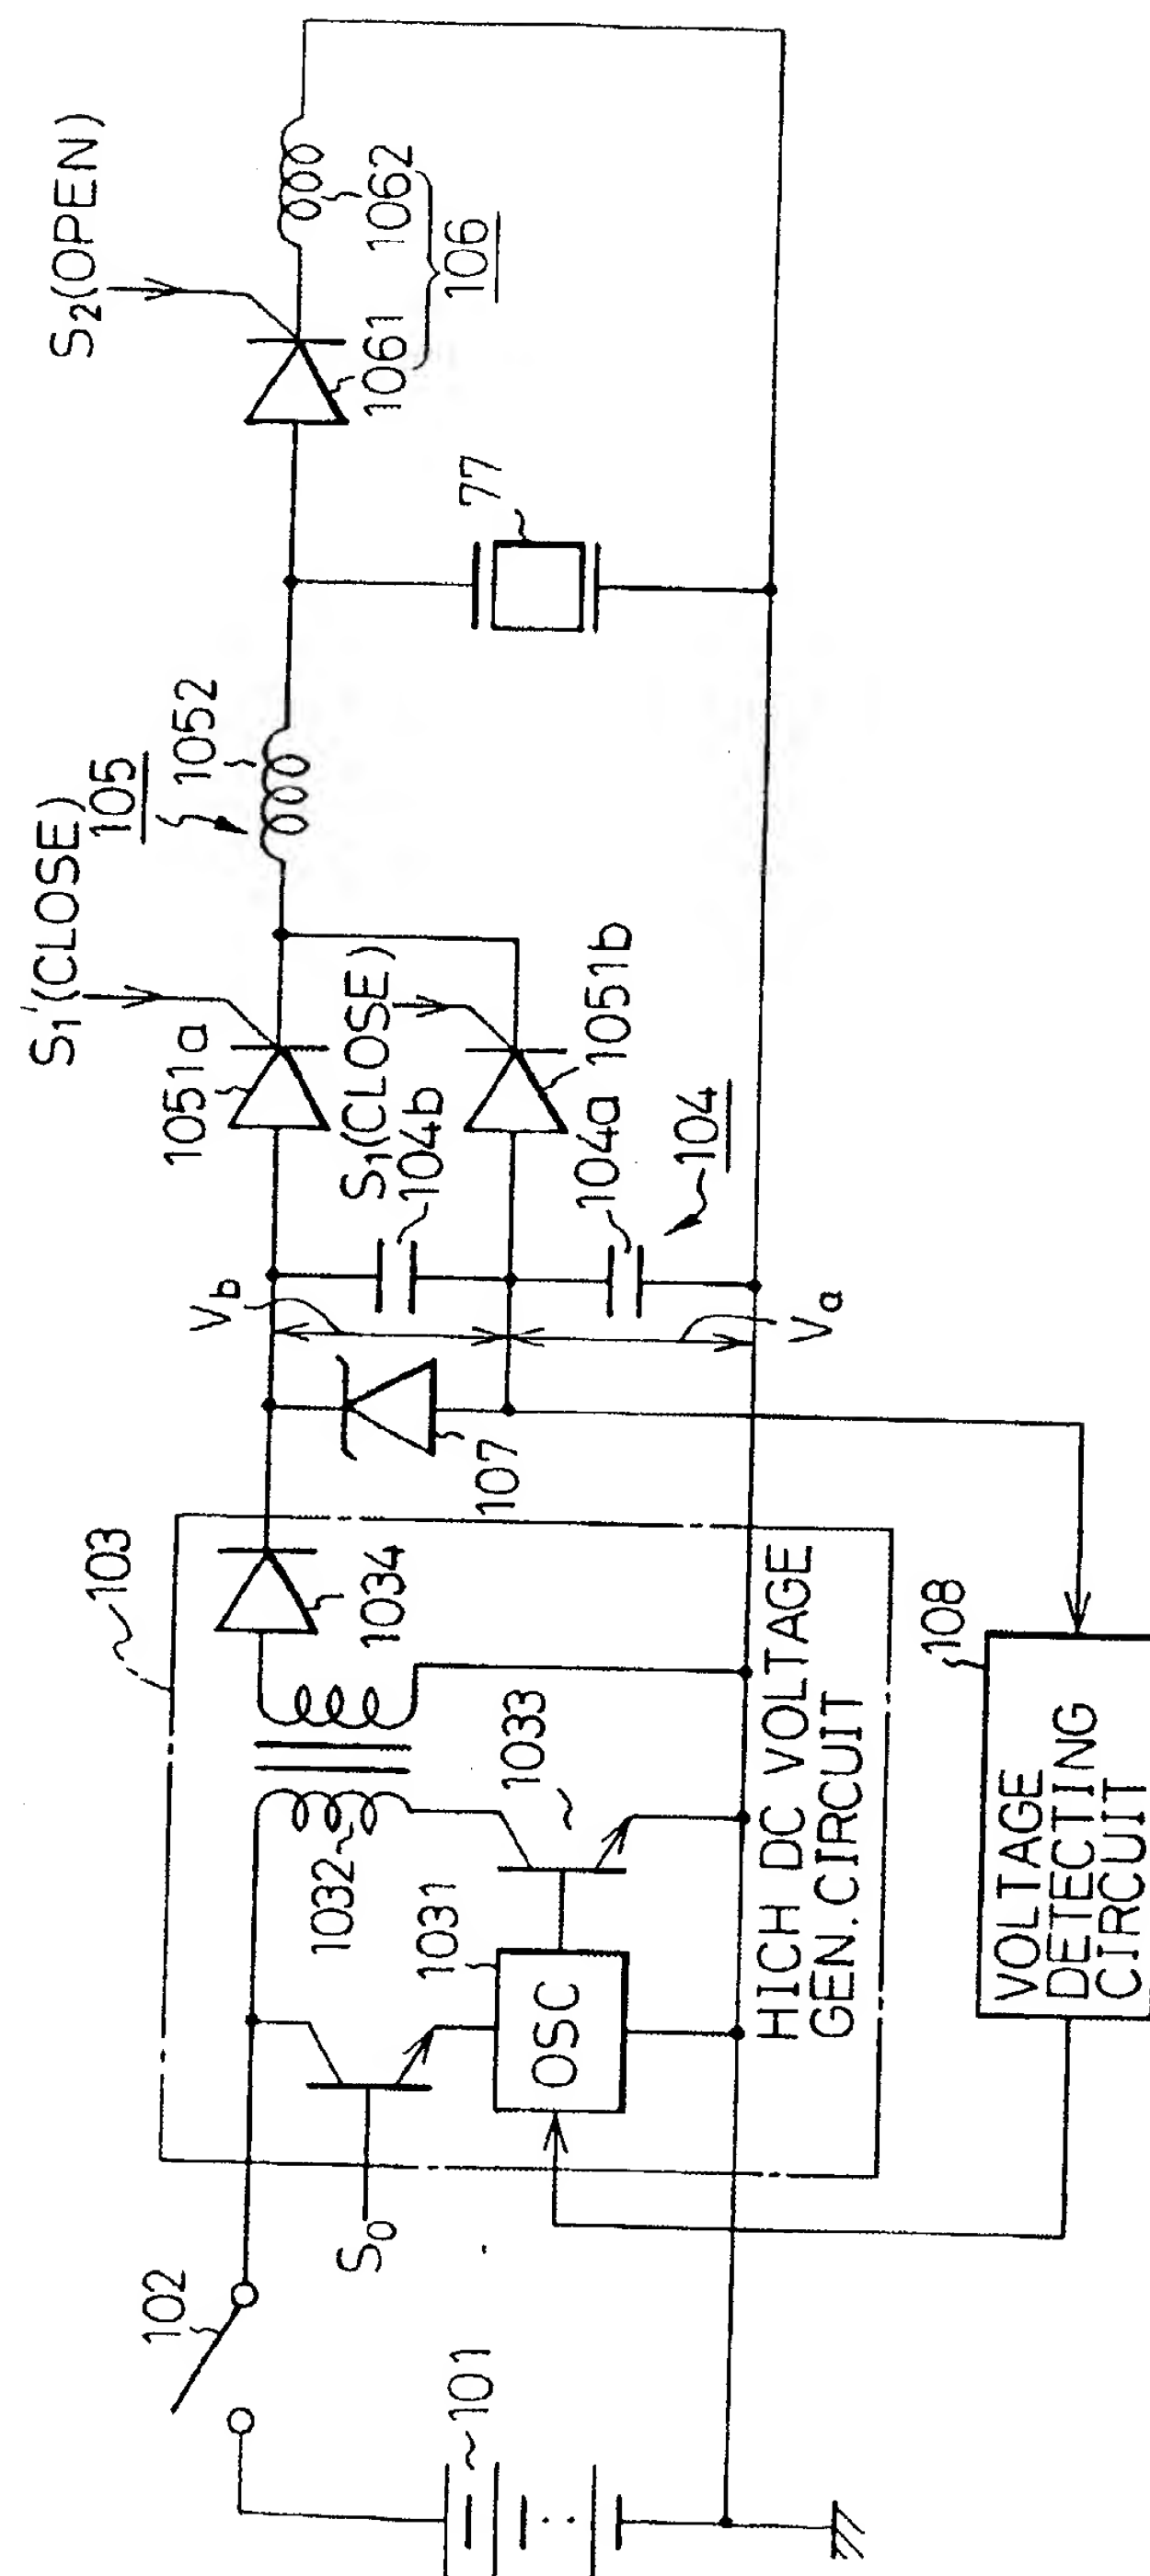 101
102
S0
103
1031
OSC
1032
1033
1034
HICH DC VOLTAGE
GEN.CIRCUIT
107
Vb
Va
104b
104a
104
1051a
1051b
S1'(CLOSE)
S1(CLOSE)
105
1052
77
1061
1062
106
S2(OPEN)
108
VOLTAGE
DETECTING
CIRCUIT